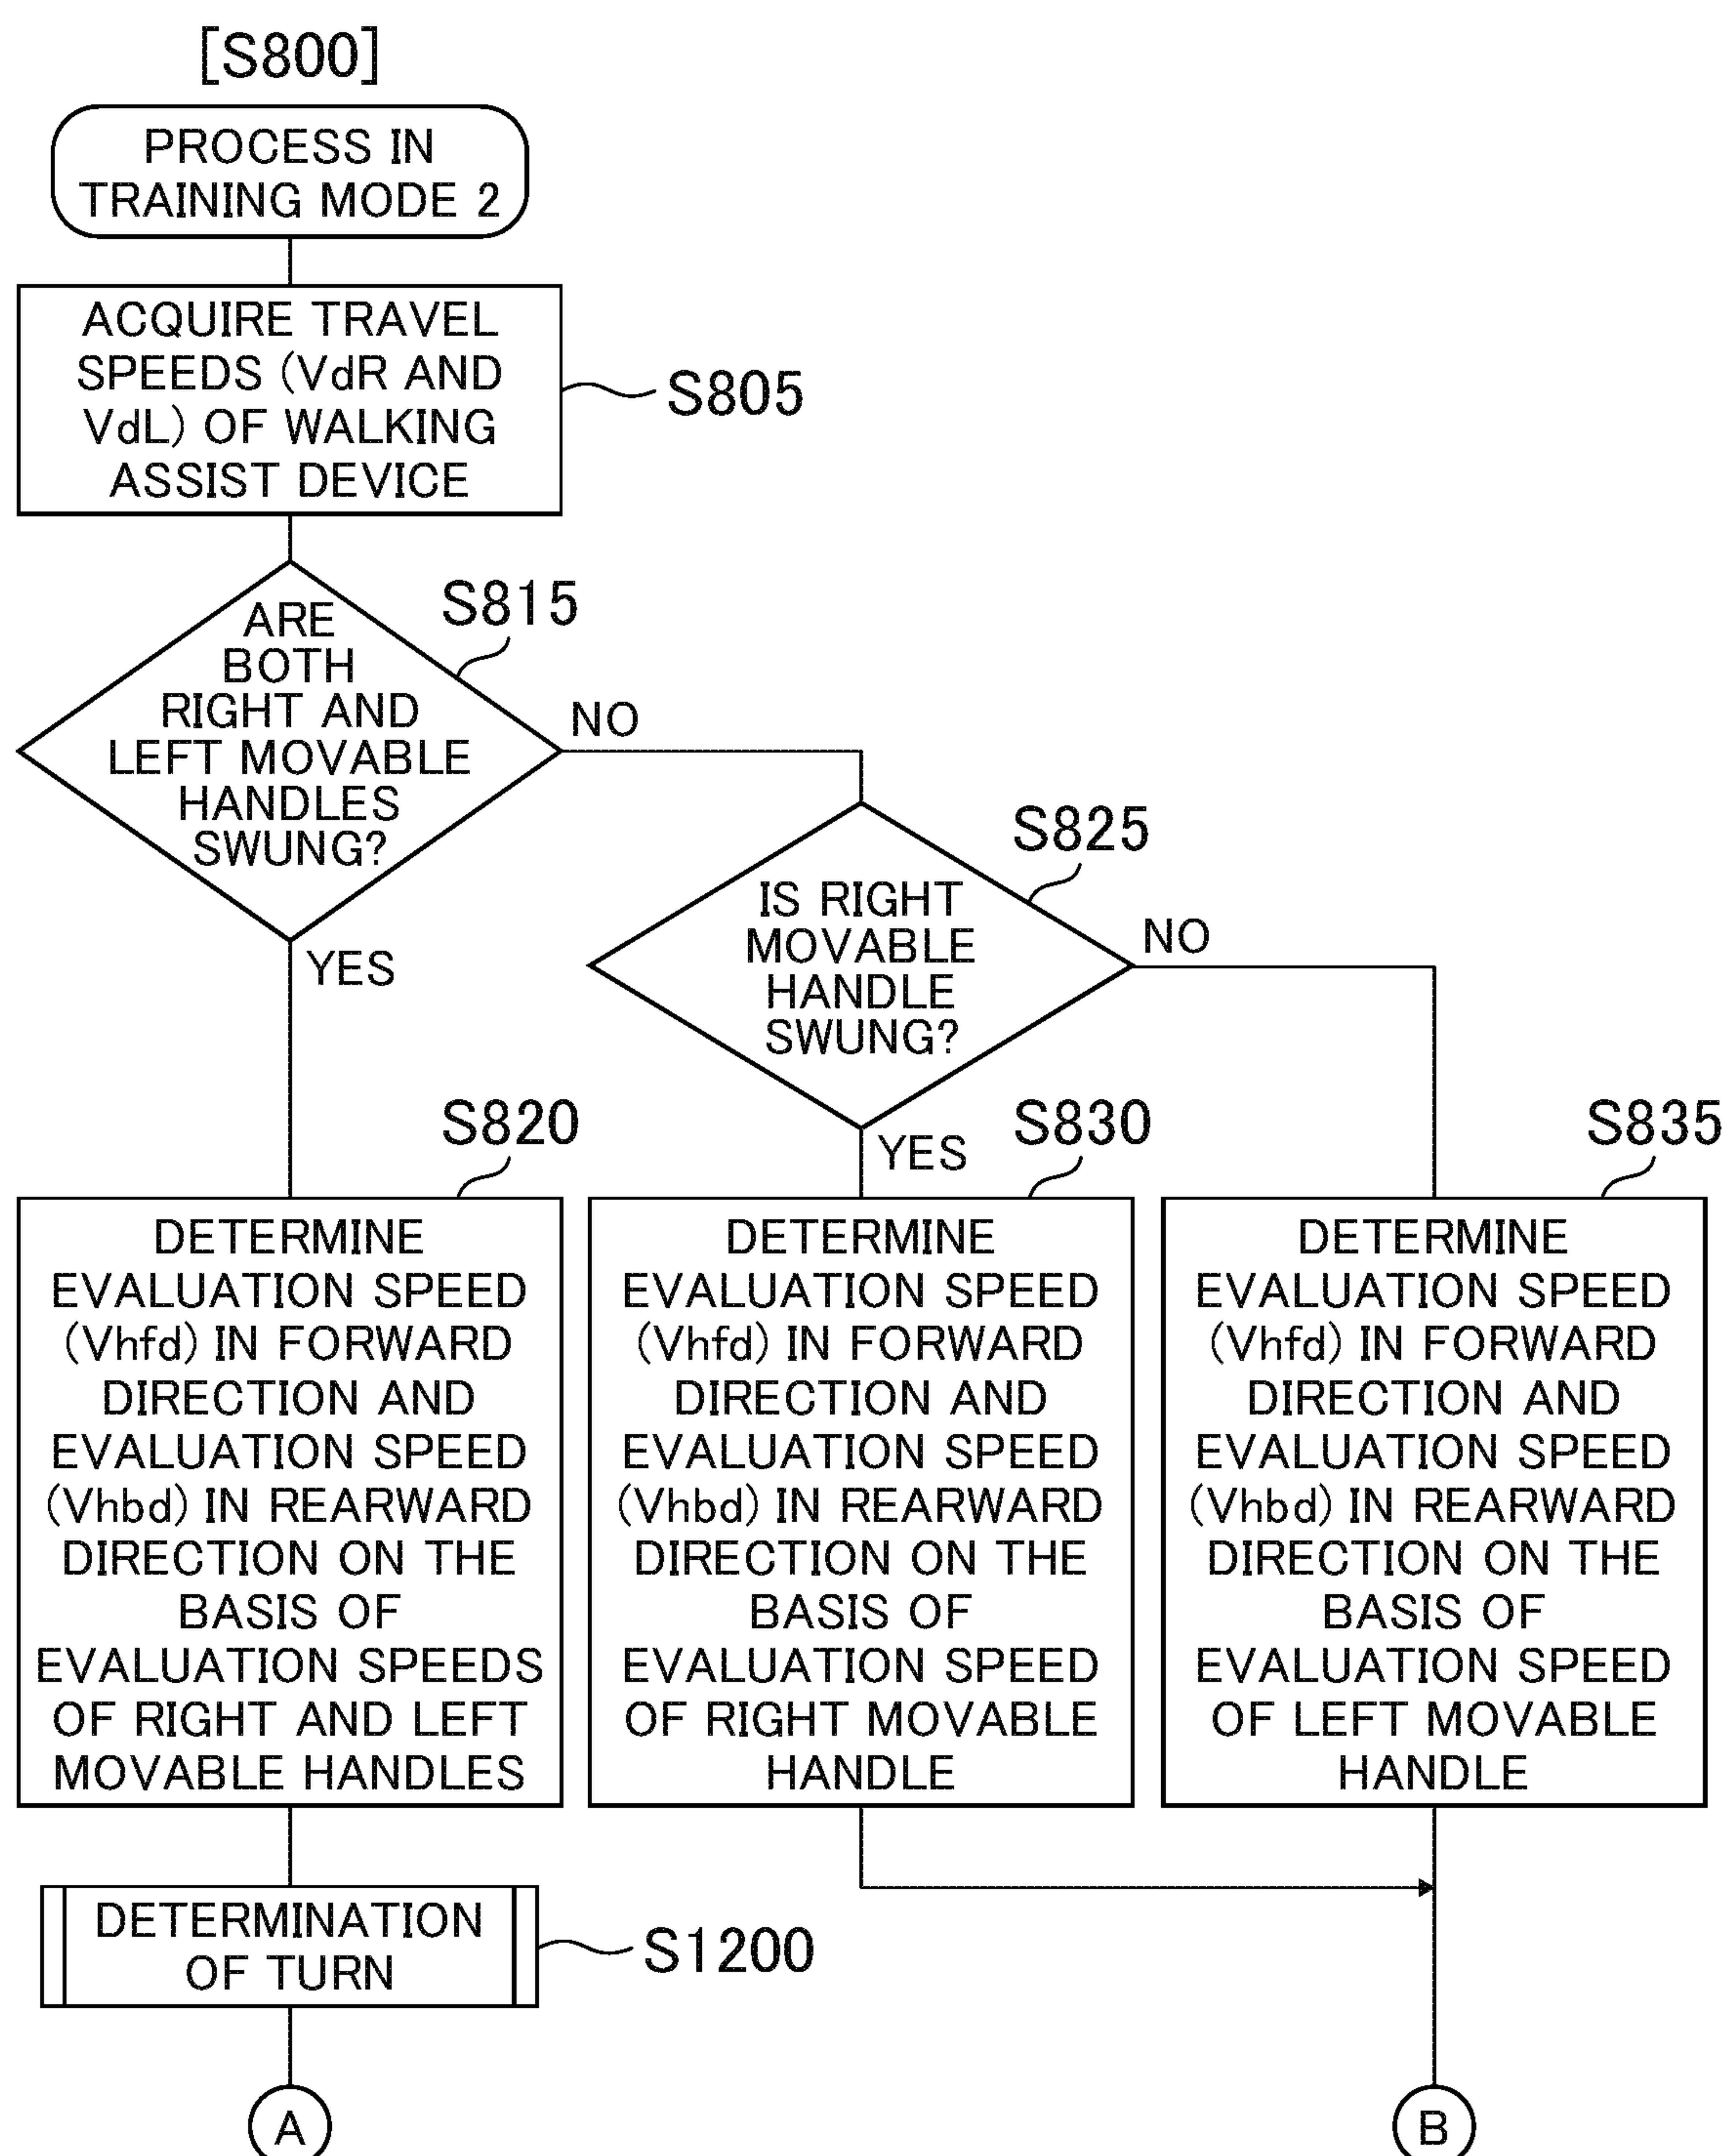 [S800]
PROCESS IN
TRAINING MODE 2
ACQUIRE TRAVEL
SPEEDS (VdR AND
VdL) OF WALKING
ASSIST DEVICE
S805
ARE
BOTH
RIGHT AND
LEFT MOVABLE
HANDLES
SWUNG?
S815
NO
YES
IS RIGHT
MOVABLE
HANDLE
SWUNG?
S825
NO
YES
S820
DETERMINE
EVALUATION SPEED
(Vhfd) IN FORWARD
DIRECTION AND
EVALUATION SPEED
(Vhbd) IN REARWARD
DIRECTION ON THE
BASIS OF
EVALUATION SPEEDS
OF RIGHT AND LEFT
MOVABLE HANDLES
S830
DETERMINE
EVALUATION SPEED
(Vhfd) IN FORWARD
DIRECTION AND
EVALUATION SPEED
(Vhbd) IN REARWARD
DIRECTION ON THE
BASIS OF
EVALUATION SPEED
OF RIGHT MOVABLE
HANDLE
S835
DETERMINE
EVALUATION SPEED
(Vhfd) IN FORWARD
DIRECTION AND
EVALUATION SPEED
(Vhbd) IN REARWARD
DIRECTION ON THE
BASIS OF
EVALUATION SPEED
OF LEFT MOVABLE
HANDLE
DETERMINATION
OF TURN
S1200
A
B